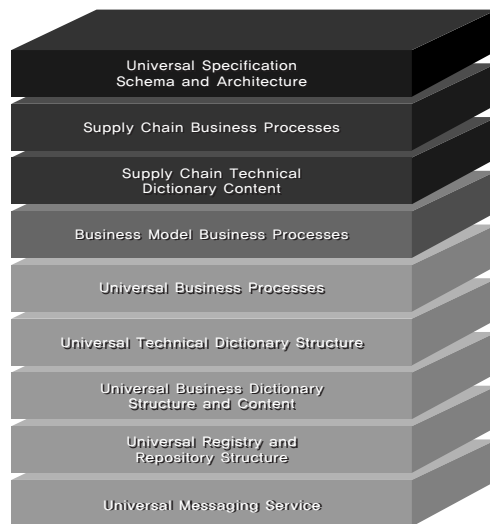 Universal Specification
Schema and Architecture
Supply Chain Business Processes
Supply Chain Technical
Dictionary Content
Business Model Business Processes
Universal Business Processes
Universal Technical Dictionary Structure
Universal Business Dictionary
Structure and Content
Universal Registry and
Repository Structure
Universal Messaging Service